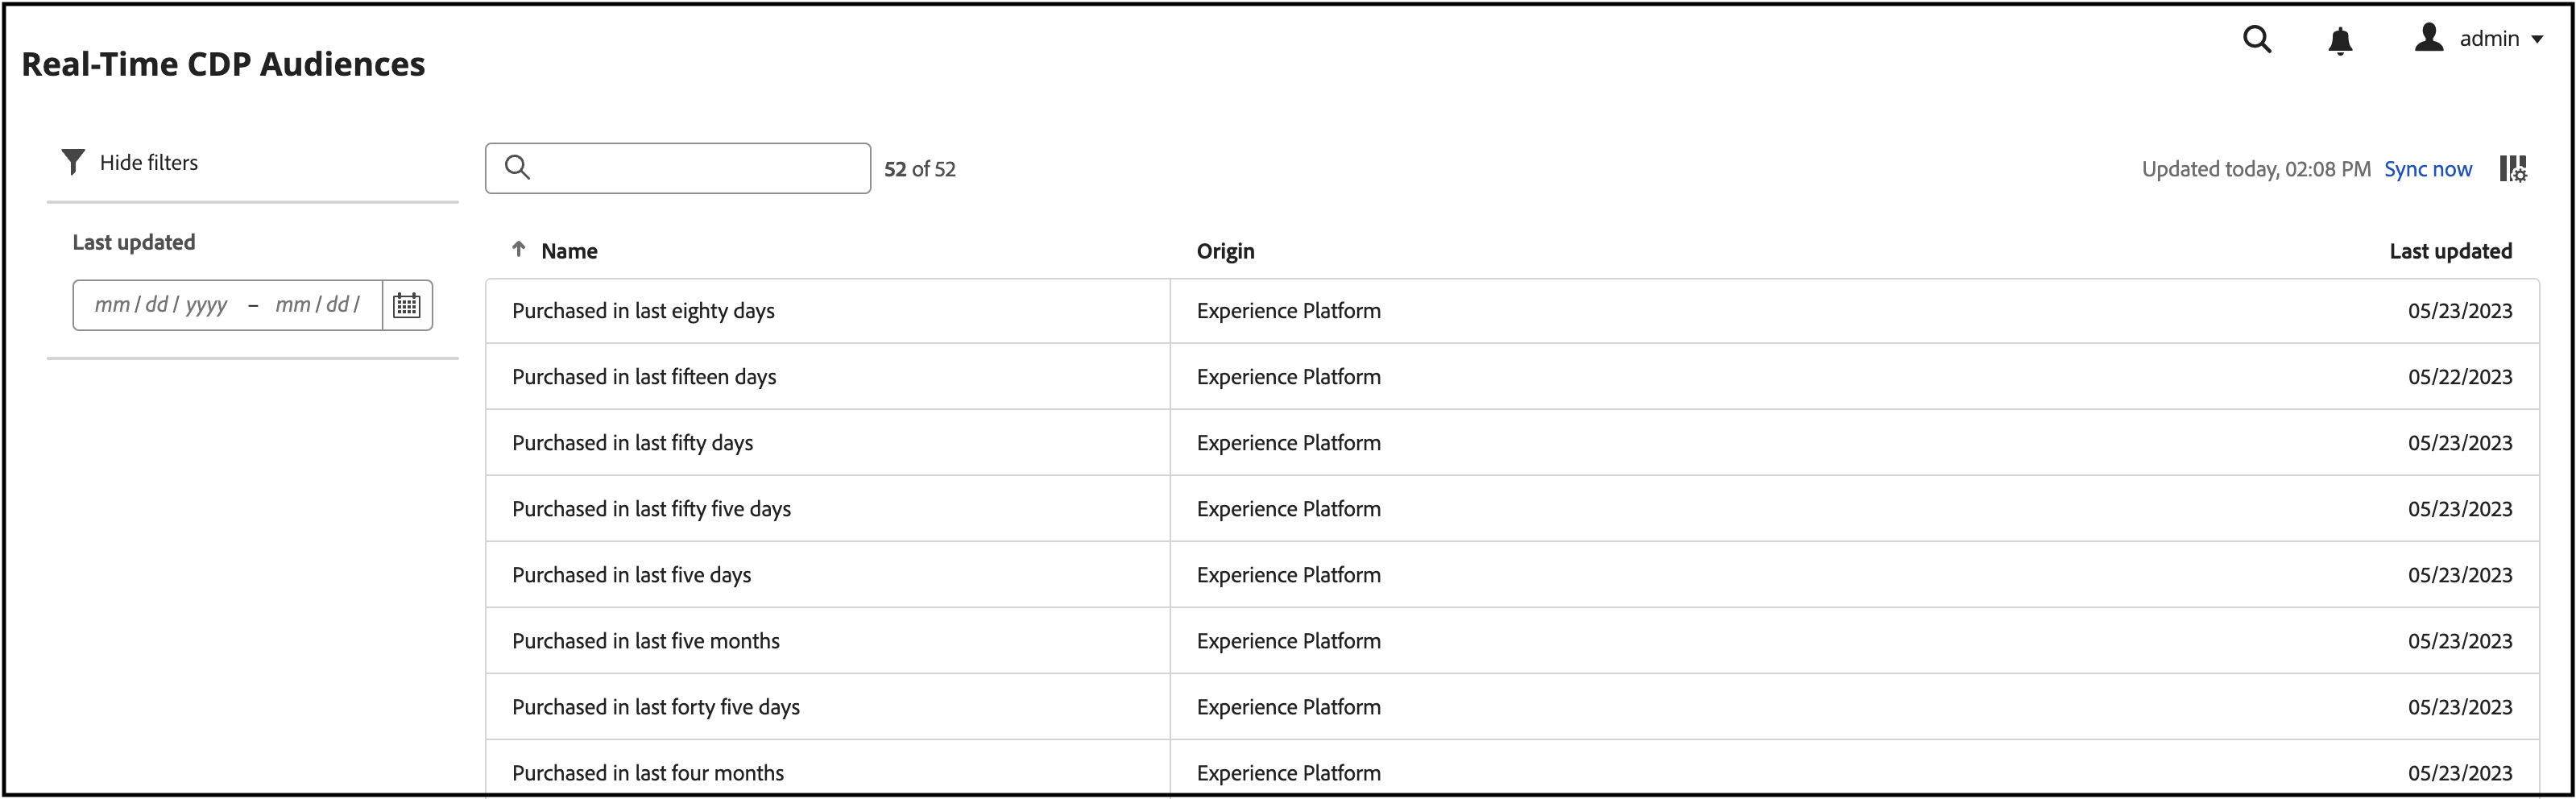 Real-Time CDP Audiences
admin
Hide filters
52 of 52
Updated today, 02:08 PM Sync now
Last updated
mm / dd / yyyy – mm / dd /
Name Origin Last updated
Purchased in last eighty days Experience Platform 05/23/2023
Purchased in last fifteen days Experience Platform 05/22/2023
Purchased in last fifty days Experience Platform 05/23/2023
Purchased in last fifty five days Experience Platform 05/23/2023
Purchased in last five days Experience Platform 05/23/2023
Purchased in last five months Experience Platform 05/23/2023
Purchased in last forty five days Experience Platform 05/23/2023
Purchased in last four months Experience Platform 05/23/2023